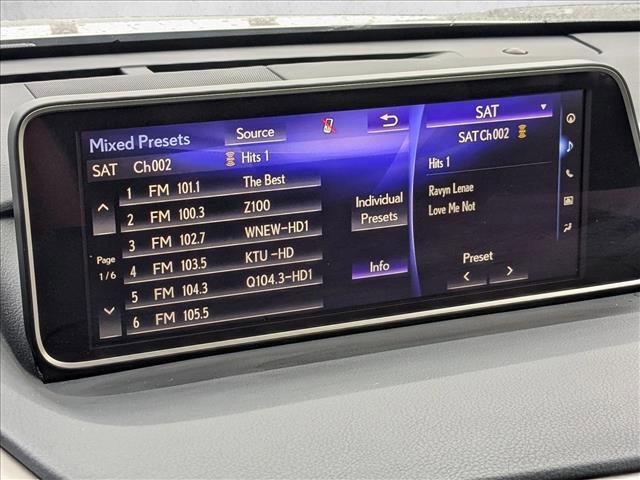 Mixed Presets Source
SAT Ch002 Hits 1
1 FM 101.1 The Best
2 FM 100.3 Z100
3 FM 102.7 WNEW-HD1
4 FM 103.5 KTU-HD
5 FM 104.3 Q104.3-HD1
6 FM 105.5
Page
1/6
Individual
Presets
Info
SAT
SAT Ch 002
Hits 1
Ravyn Lenae
Love Me Not
Preset